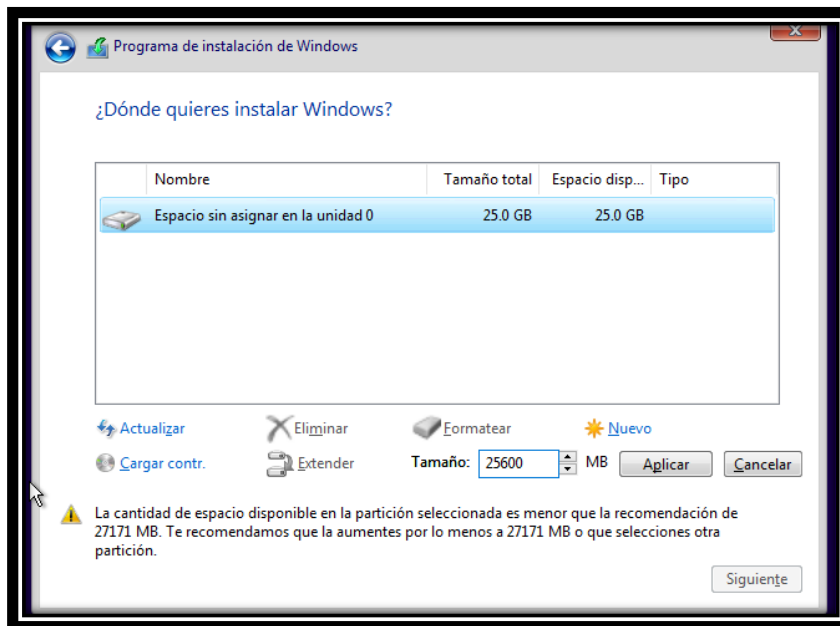 Programa de instalación de Windows
¿Dónde quieres instalar Windows?
Nombre Tamaño total Espacio disp... Tipo
Espacio sin asignar en la unidad 0 25.0 GB 25.0 GB
Actualizar Eliminar Formatear Nuevo
Cargar contr. Extender Tamaño: 25600 MB Aplicar Cancelar
La cantidad de espacio disponible en la partición seleccionada es menor que la recomendación de
27171 MB. Te recomendamos que la aumentes por lo menos a 27171 MB o que selecciones otra
partición.
Siguiente